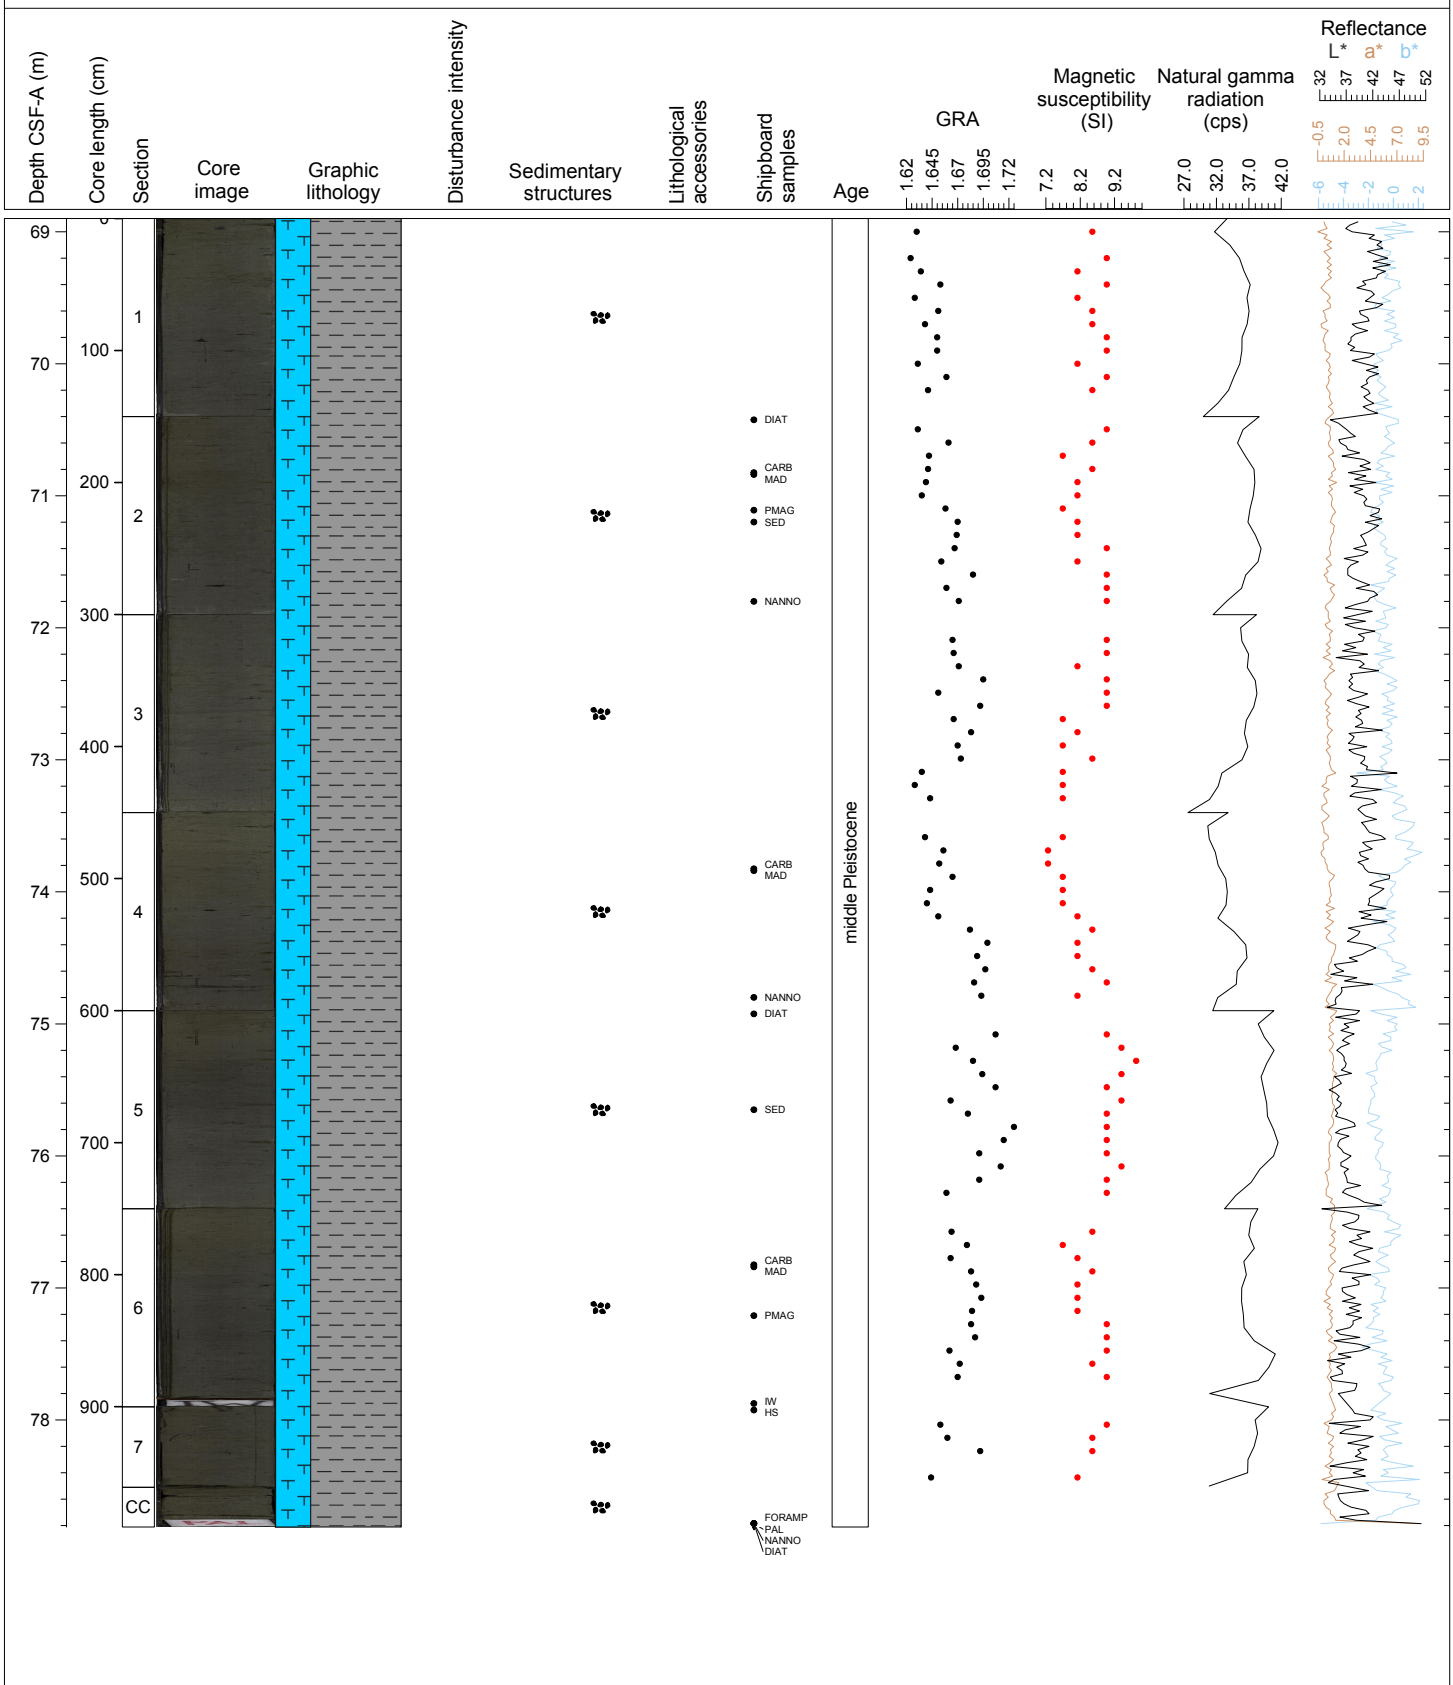 Depth CSF-A (m)
Core length (cm)
Section
Core
image
Graphic
lithology
Disturbance intensity
Sedimentary
structures
Lithological
accessories
Shipboard
samples
Age
GRA
1.62 1.645 1.67 1.695 1.72
Magnetic
susceptibility
(SI)
7.2 8.2 9.2
Natural gamma
radiation
(cps)
27.0 32.0 37.0 42.0
Reflectance
L* a* b*
32 37 42 47 52
-0.5 2.0 4.5 7.0 9.5
-6 -4 -2 0 2
69
70
71
72
73
74
75
76
77
78
0
100
200
300
400
500
600
700
800
900
1
2
3
4
5
6
7
CC
PAL
DIAT
CARB
MAD
PMAG
SED
NANNO
CARB
MAD
NANNO
DIAT
SED
CARB
MAD
PMAG
IW
HS
FORAMP
PAL
NANNO
DIAT
middle Pleistocene